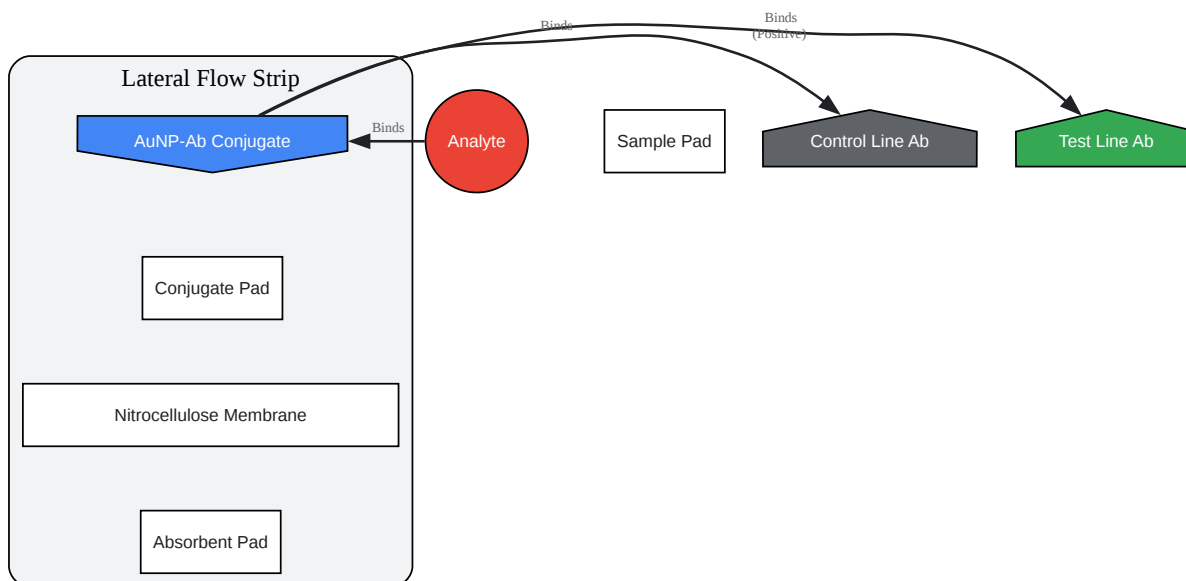 Binds
Binds
(Positive)
Lateral Flow Strip
AuNP-Ab Conjugate
Binds
Analyte
Sample Pad
Control Line Ab
Test Line Ab
Conjugate Pad
Nitrocellulose Membrane
Absorbent Pad